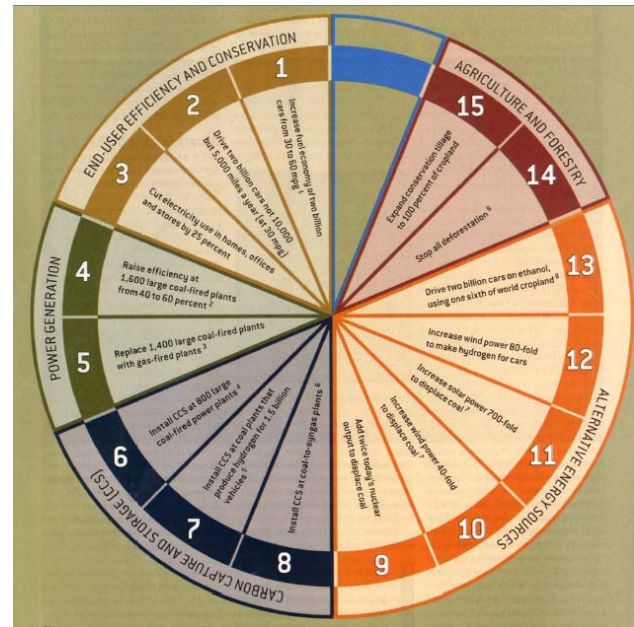 END-USER EFFICIENCY AND CONSERVATION
1
Increase fuel economy of two billion
cars from 30 to 60 mpg 1
2
Drive two billion cars not 10,000
but 5,000 miles a year (at 30 mpg)
3
Cut electricity use in homes, offices
and stores by 25 percent
POWER GENERATION
4
Raise efficiency at
1,600 large coal-fired plants
from 40 to 60 percent 2
5
Replace 1,400 large coal-fired plants
with gas-fired plants 3
CARBON CAPTURE AND STORAGE (CCS)
6
Install CCS at 800 large
coal-fired power plants 4
7
Install CCS at coal plants that
produce hydrogen for 1.5 billion
vehicles 5
8
Install CCS at coal-to-syngas plants 6
ALTERNATIVE ENERGY SOURCES
9
Add twice today's nuclear
output to displace coal
10
Increase wind power 40-fold
to displace coal 7
11
Increase solar power 700-fold
to displace coal 7
12
Increase wind power 80-fold
to make hydrogen for cars
13
Drive two billion cars on ethanol,
using one sixth of world cropland 8
AGRICULTURE AND FORESTRY
14
Stop all deforestation
15
Expand conservation tillage
to 100 percent of cropland